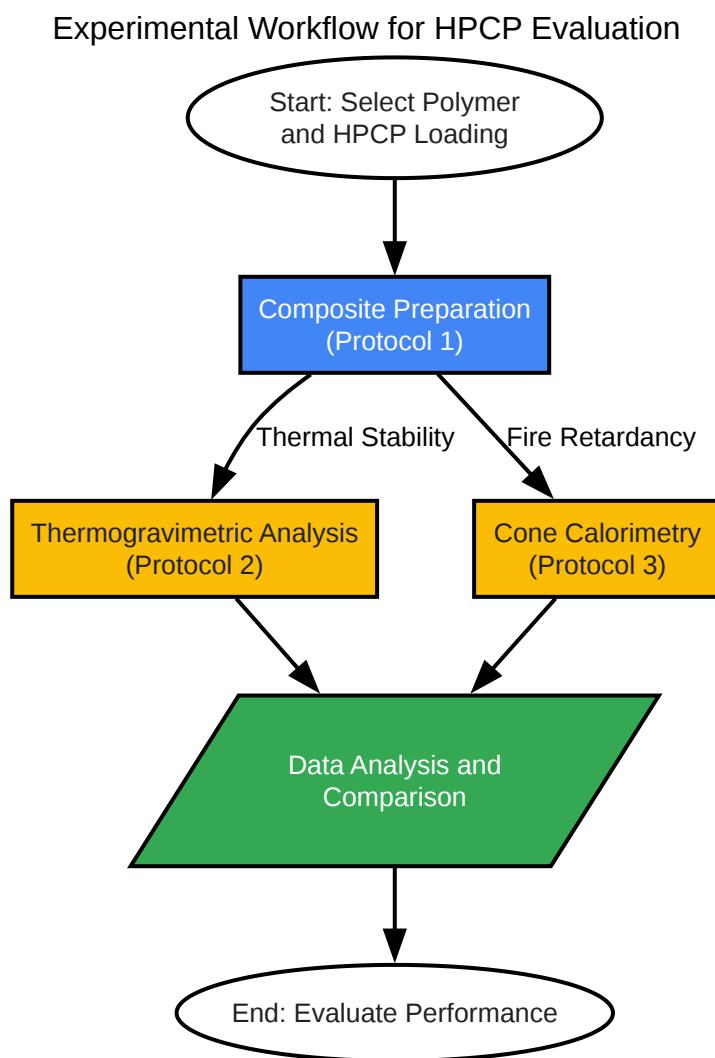 Experimental Workflow for HPCP Evaluation
Start: Select Polymer
and HPCP Loading
Composite Preparation
(Protocol 1)
Thermal Stability
Fire Retardancy
Thermogravimetric Analysis
(Protocol 2)
Cone Calorimetry
(Protocol 3)
Data Analysis and
Comparison
End: Evaluate Performance